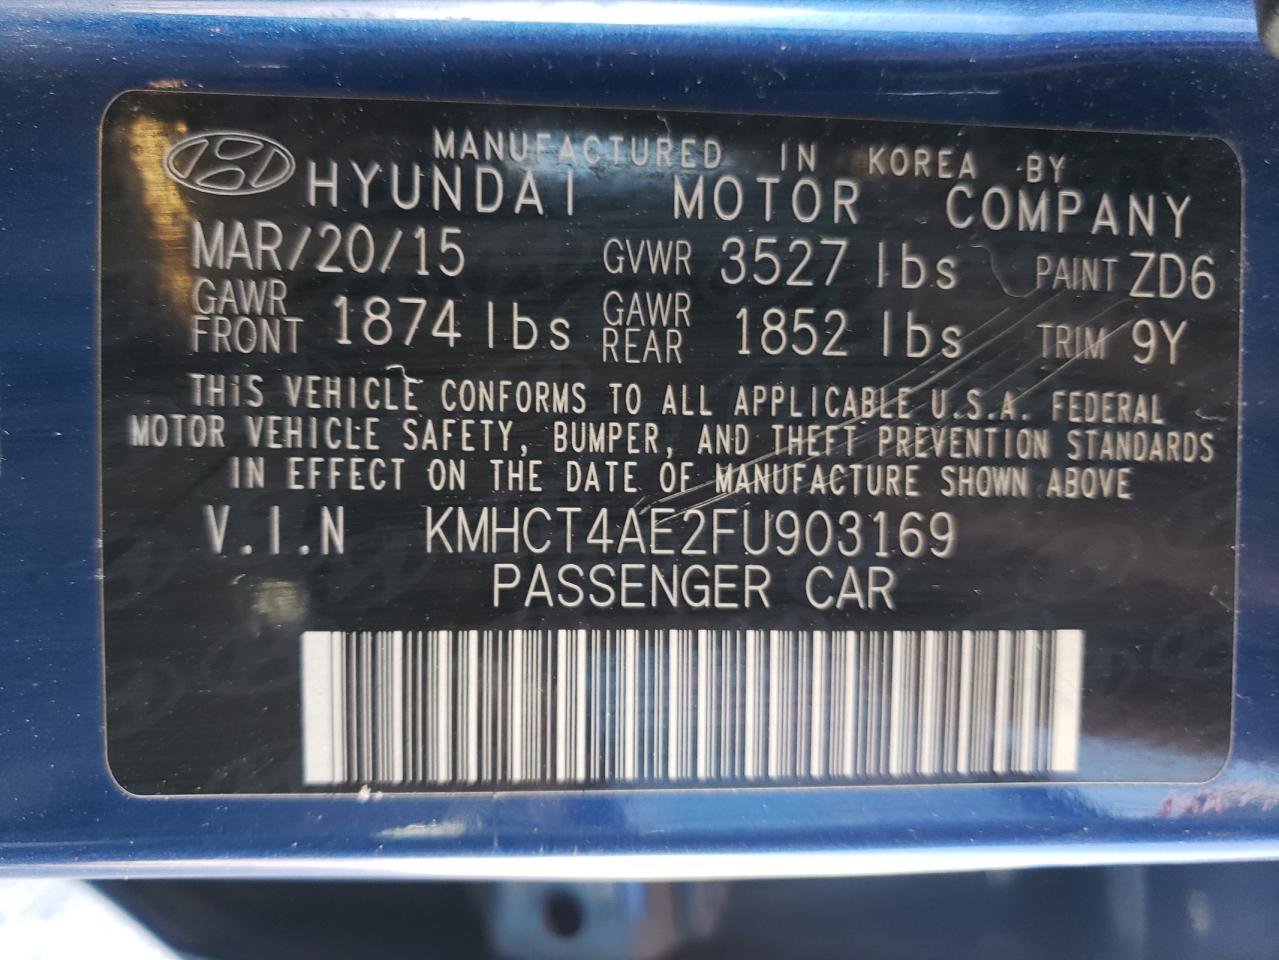 MANUFACTURED IN KOREA BY
HYUNDAI MOTOR COMPANY
MAR/20/15 GVWR 3527 lbs PAINT ZD6
GAWR FRONT 1874 lbs GAWR REAR 1852 lbs TRIM 9Y
THIS VEHICLE CONFORMS TO ALL APPLICABLE U.S.A. FEDERAL
MOTOR VEHICLE SAFETY, BUMPER, AND THEFT PREVENTION STANDARDS
IN EFFECT ON THE DATE OF MANUFACTURE SHOWN ABOVE
V.I.N KMHCT4AE2FU903169
PASSENGER CAR